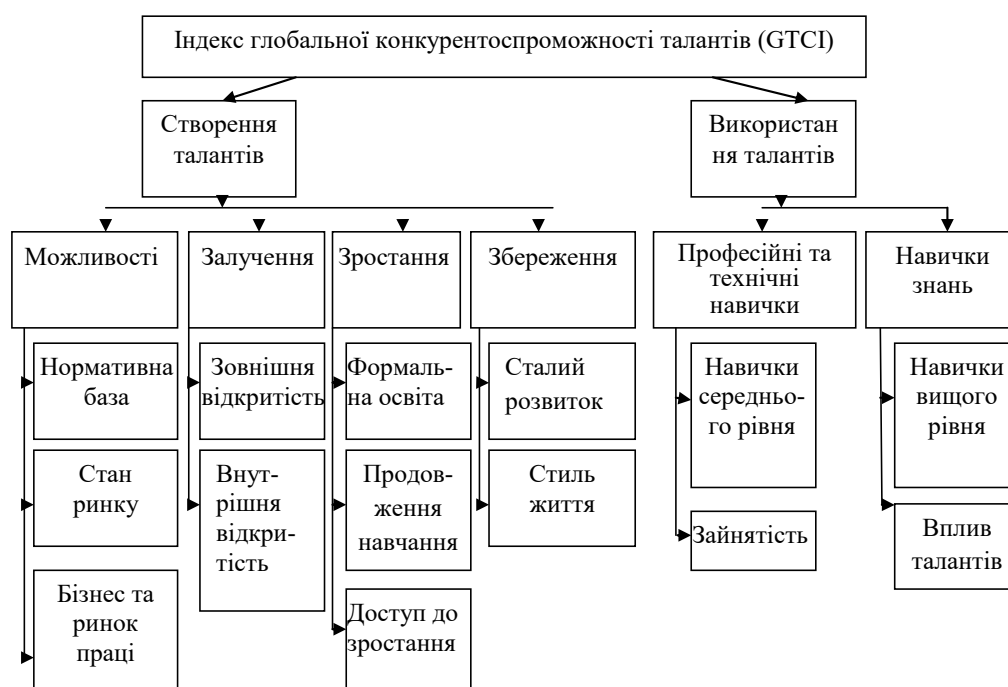 Індекс глобальної конкурентоспроможності талантів (GTCI)
Створення
талантів
Використан
ня талантів
Можливості
Залучення
Зростання
Збереження
Професійні та
технічні
навички
Навички
знань
Нормативна
база
Зовнішня
відкритість
Формаль-
на освіта
Сталий
розвиток
Навички
середньо-
го рівня
Навички
вищого
рівня
Стан
ринку
Внут-
рішня
відкри-
тість
Продов-
ження
навчання
Стиль
життя
Зайнятість
Вплив
талантів
Бізнес та
ринок
праці
Доступ до
зростання